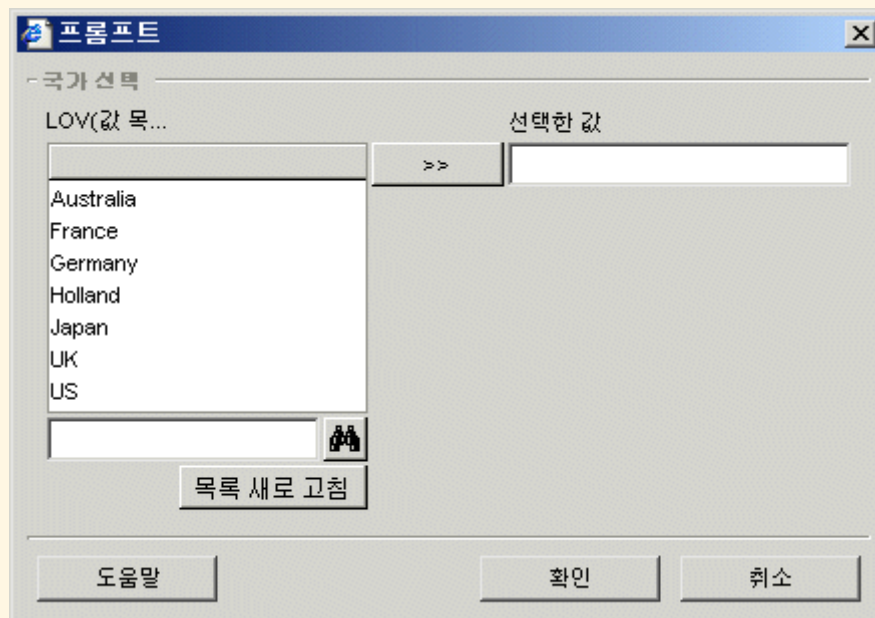 프롬프트
국가 선택
LOV(값 목...
선택한 값
>>
Australia
France
Germany
Holland
Japan
UK
US
목록 새로 고침
도움말
확인
취소